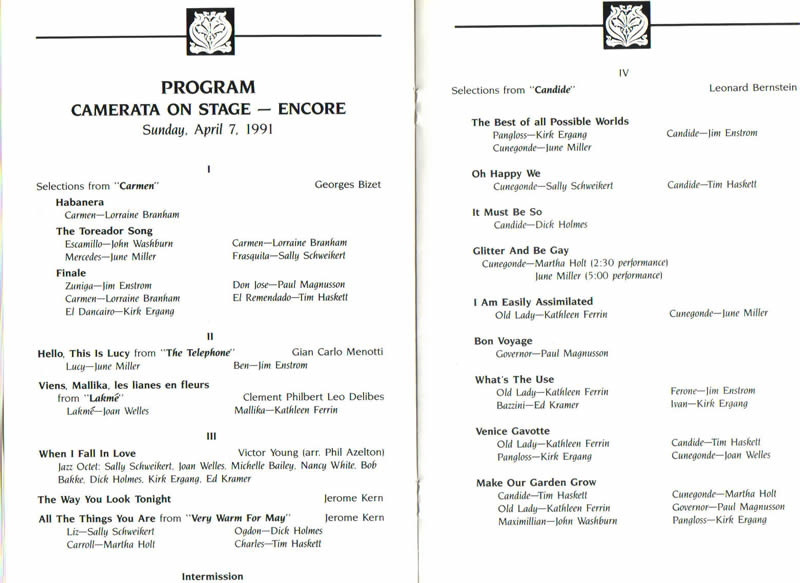 PROGRAM
CAMERATA ON STAGE — ENCORE
Sunday, April 7, 1991
I
Selections from "Carmen" Georges Bizet
Habanera
Carmen—Lorraine Branham
The Toreador Song
Escamillo—John Washburn Carmen—Lorraine Branham
Mercedes—June Miller Frasquita—Sally Schweikert
Finale
Zuniga—Jim Enstrom Don Jose—Paul Magnusson
Carmen—Lorraine Branham El Remendado—Tim Haskett
El Dancairo—Kirk Ergang
II
Hello, This Is Lucy from "The Telephone" Gian Carlo Menotti
Lucy—June Miller Ben—Jim Enstrom
Viens, Mallika, les lianes en fleurs
from "Lakmé" Clement Philbert Leo Delibes
Lakmé—Joan Welles Mallika—Kathleen Ferrin
III
When I Fall In Love Victor Young (arr. Phil Azelton)
Jazz Octet: Sally Schweikert, Joan Welles, Michelle Bailey, Nancy White, Bob
Bakke, Dick Holmes, Kirk Ergang, Ed Kramer
The Way You Look Tonight Jerome Kern
All The Things You Are from "Very Warm For May" Jerome Kern
Liz—Sally Schweikert Ogdon—Dick Holmes
Carroll—Martha Holt Charles—Tim Haskett
Intermission
IV
Selections from "Candide" Leonard Bernstein
The Best of all Possible Worlds
Pangloss—Kirk Ergang Candide—Jim Enstrom
Cunegonde—June Miller
Oh Happy We
Cunegonde—Sally Schweikert Candide—Tim Haskett
It Must Be So
Candide—Dick Holmes
Glitter And Be Gay
Cunegonde—Martha Holt (2:30 performance)
June Miller (5:00 performance)
I Am Easily Assimilated
Old Lady—Kathleen Ferrin Cunegonde—June Miller
Bon Voyage
Governor—Paul Magnusson
What's The Use
Old Lady—Kathleen Ferrin Ferone—Jim Enstrom
Bazzini—Ed Kramer Ivan—Kirk Ergang
Venice Gavotte
Old Lady—Kathleen Ferrin Candide—Tim Haskett
Pangloss—Kirk Ergang Cunegonde—Joan Welles
Make Our Garden Grow
Candide—Tim Haskett Cunegonde—Martha Holt
Old Lady—Kathleen Ferrin Governor—Paul Magnusson
Maximillian—John Washburn Pangloss—Kirk Ergang